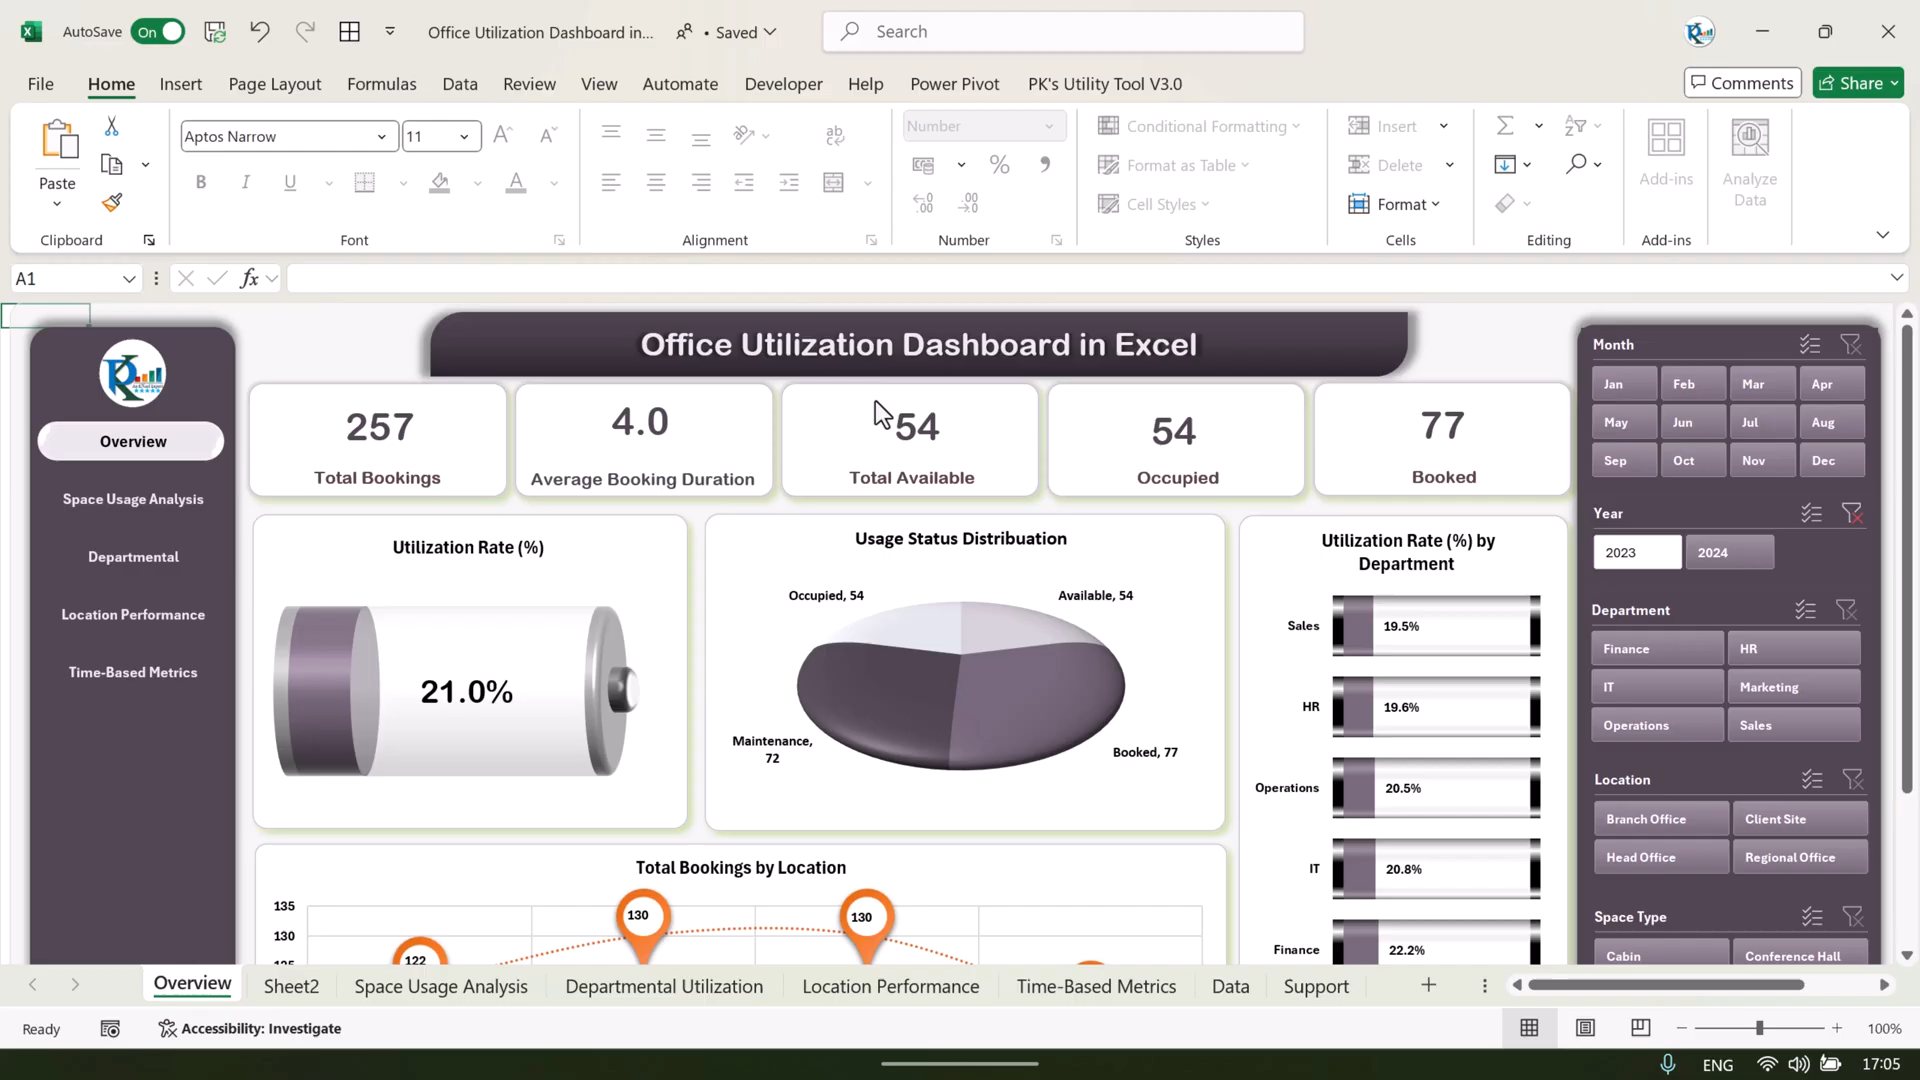 AutoSave On
Office Utilization Dashboard in... • Saved
Search
File Home Insert Page Layout Formulas Data Review View Automate Developer Help Power Pivot PK's Utility Tool V3.0
Comments Share
Paste
Aptos Narrow 11
Number
Conditional Formatting
Format as Table
Cell Styles
Insert
Delete
Format
Add-ins
Analyze
Data
Clipboard Font Alignment Number Styles Cells Editing Add-ins
A1 fx
Office Utilization Dashboard in Excel
Overview
Space Usage Analysis
Departmental
Location Performance
Time-Based Metrics
257
Total Bookings
4.0
Average Booking Duration
54
Total Available
54
Occupied
77
Booked
Utilization Rate (%)
21.0%
Usage Status Distribuation
Occupied, 54
Available, 54
Maintenance,
72
Booked, 77
Utilization Rate (%) by
Department
Sales 19.5%
HR 19.6%
Operations 20.5%
IT 20.8%
Finance 22.2%
Total Bookings by Location
135
130
125
122
130
130
Month
Jan Feb Mar Apr
May Jun Jul Aug
Sep Oct Nov Dec
Year
2023 2024
Department
Finance HR
IT Marketing
Operations Sales
Location
Branch Office Client Site
Head Office Regional Office
Space Type
Cabin Conference Hall
Overview Sheet2 Space Usage Analysis Departmental Utilization Location Performance Time-Based Metrics Data Support
Ready Accessibility: Investigate 100%
ENG 17:05